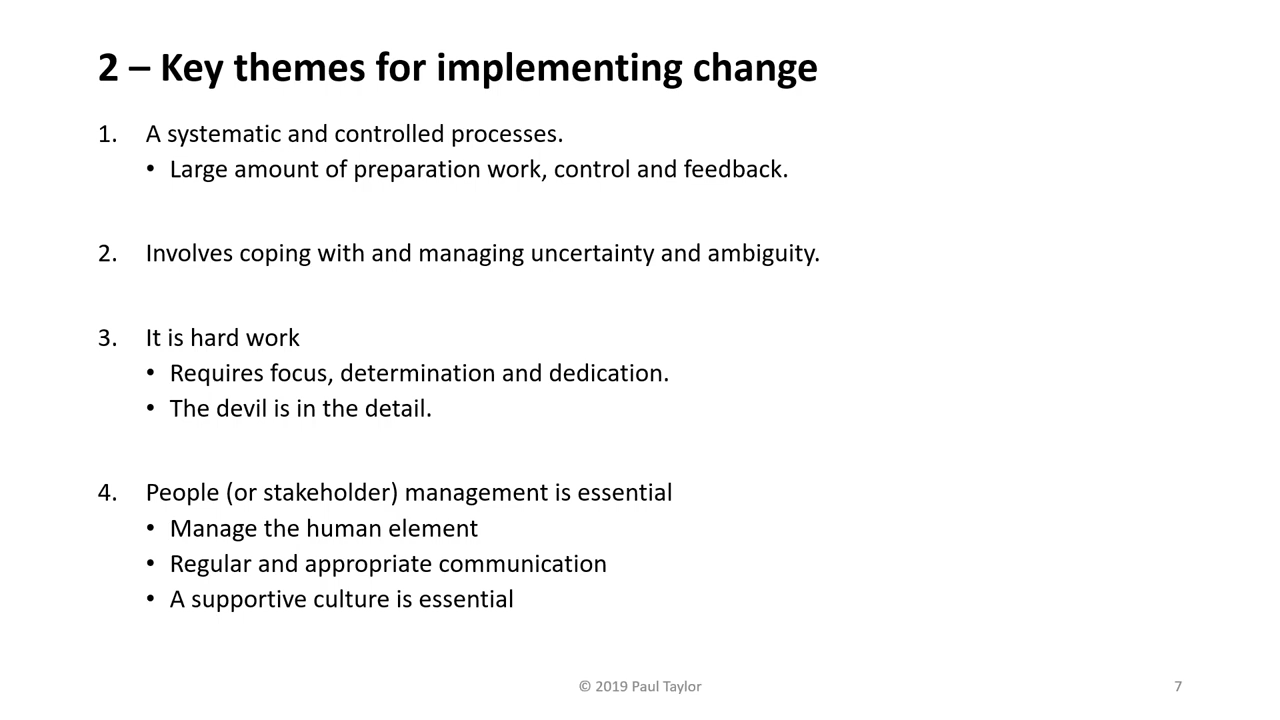 2 – Key themes for implementing change
1. A systematic and controlled processes.
• Large amount of preparation work, control and feedback.
2. Involves coping with and managing uncertainty and ambiguity.
3. It is hard work
• Requires focus, determination and dedication.
• The devil is in the detail.
4. People (or stakeholder) management is essential
• Manage the human element
• Regular and appropriate communication
• A supportive culture is essential
© 2019 Paul Taylor
7